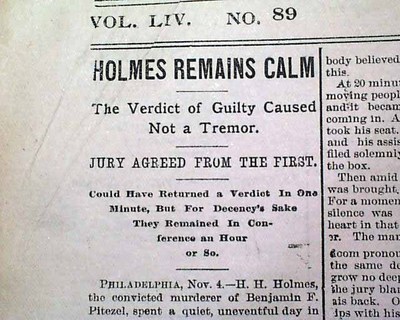 VOL. LIV. NO. 89
HOLMES REMAINS CALM
The Verdict of Guilty Caused
Not a Tremor.
JURY AGREED FROM THE FIRST.
Could Have Returned a Verdict In One
Minute, But For Decency's Sake
They Remained In Con-
ference an Hour
or So.
PHILADELPHIA, Nov. 4.—H. H. Holmes,
the convicted murderer of Benjamin F.
Pitezel, spent a quiet, uneventful day in
body believed
this.
At 20 minu
moving peopl
and it becam
coming in. A
took his seat.
and his assis
filed solemnly
the box.
Then amid
was brought
For a momen
silence was
heart in that
The ma
doom pronou
the same de
grow no deep
the jury blan
his back. O
ips with his